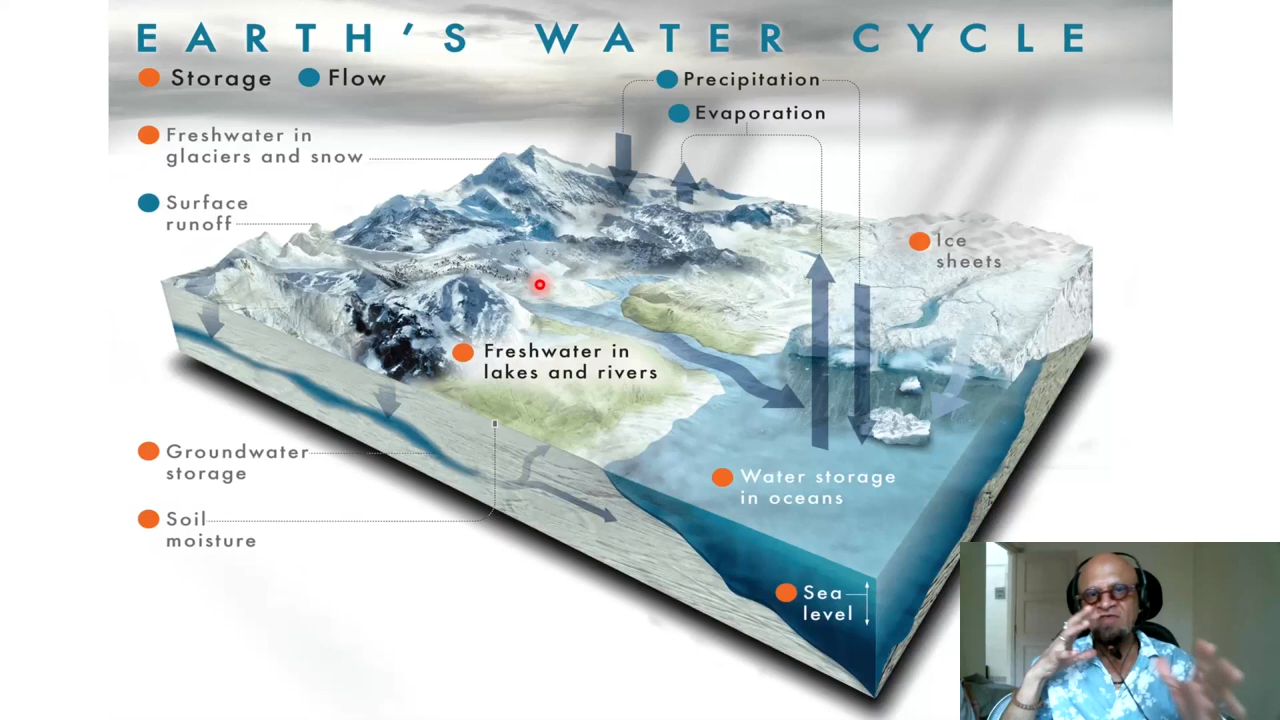 EARTH'S WATER CYCLE
Storage Flow
Precipitation
Evaporation
Freshwater in
glaciers and snow
Surface
runoff
Ice
sheets
Freshwater in
lakes and rivers
Groundwater
storage
Water storage
in oceans
Soil
moisture
Sea
level